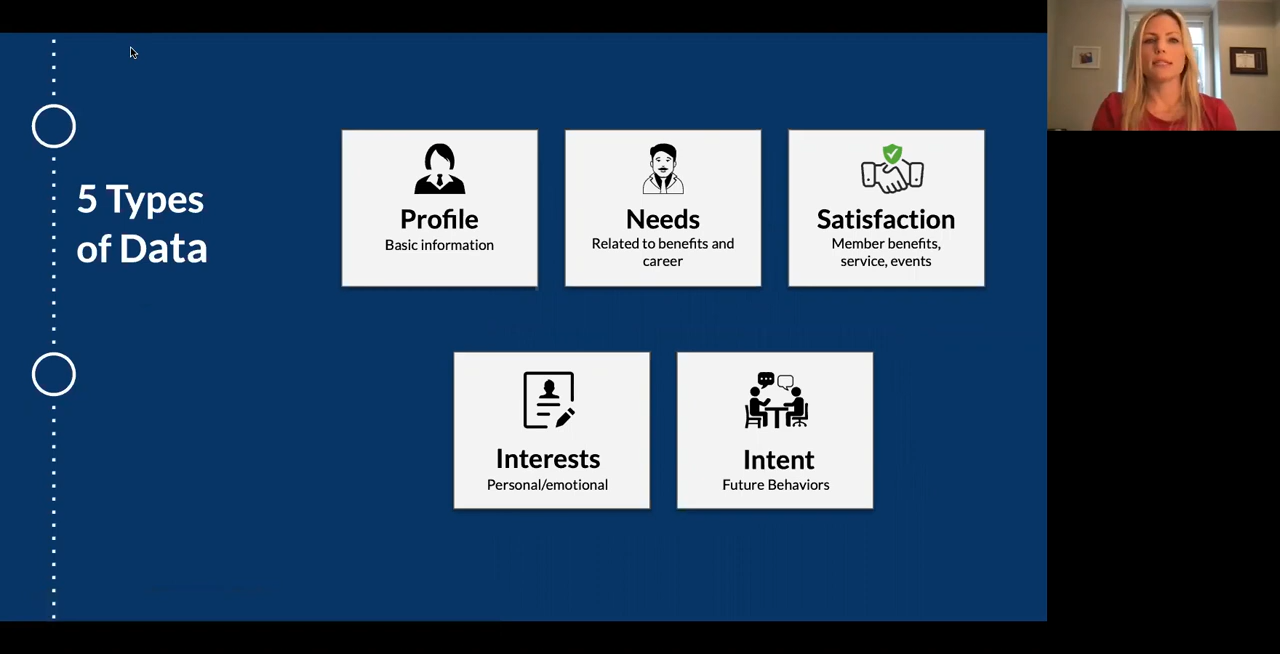 5 Types
of Data
Profile
Basic information
Needs
Related to benefits and
career
Satisfaction
Member benefits,
service, events
Interests
Personal/emotional
Intent
Future Behaviors